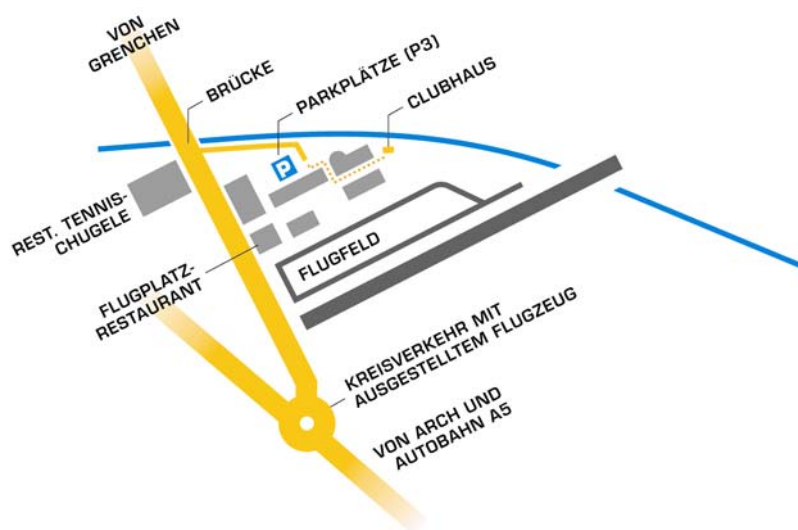 VON
GRENCHEN
BRÜCKE
PARKPLÄTZE (P3)
CLUBHAUS
P
REST. TENNIS-
CHUGELE
FLUGPLATZ-
RESTAURANT
FLUGFELD
KREISVERKEHR MIT
AUSGESTELLTEM FLUGZEUG
VON ARCH UND
AUTOBAHN A5